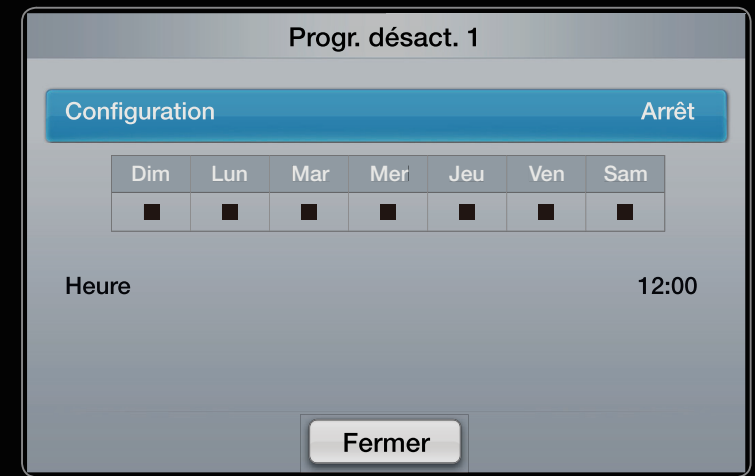 Progr. désact. 1
Configuration Arrêt
Dim Lun Mar Mer Jeu Ven Sam
Heure 12:00
Fermer